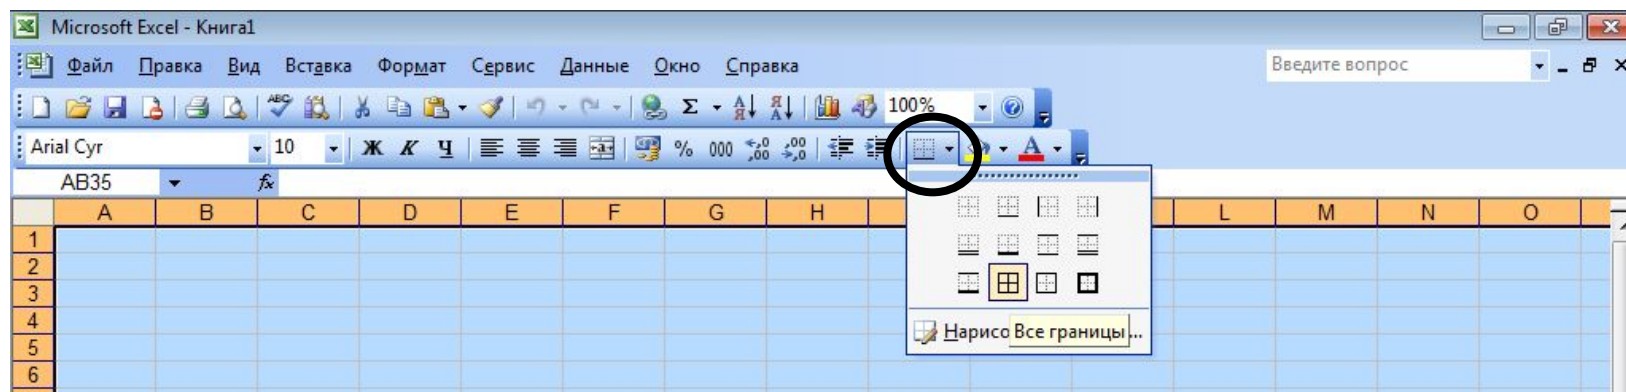 Microsoft Excel - Книга1
Файл Правка Вид Вставка Формат Сервис Данные Окно Справка Введите вопрос
100%
Arial Cyr 10 Ж К Ч % 000
AB35 fx
A B C D E F G H L M N O
1
2
3
4
5
6
Нарисо Все границы...